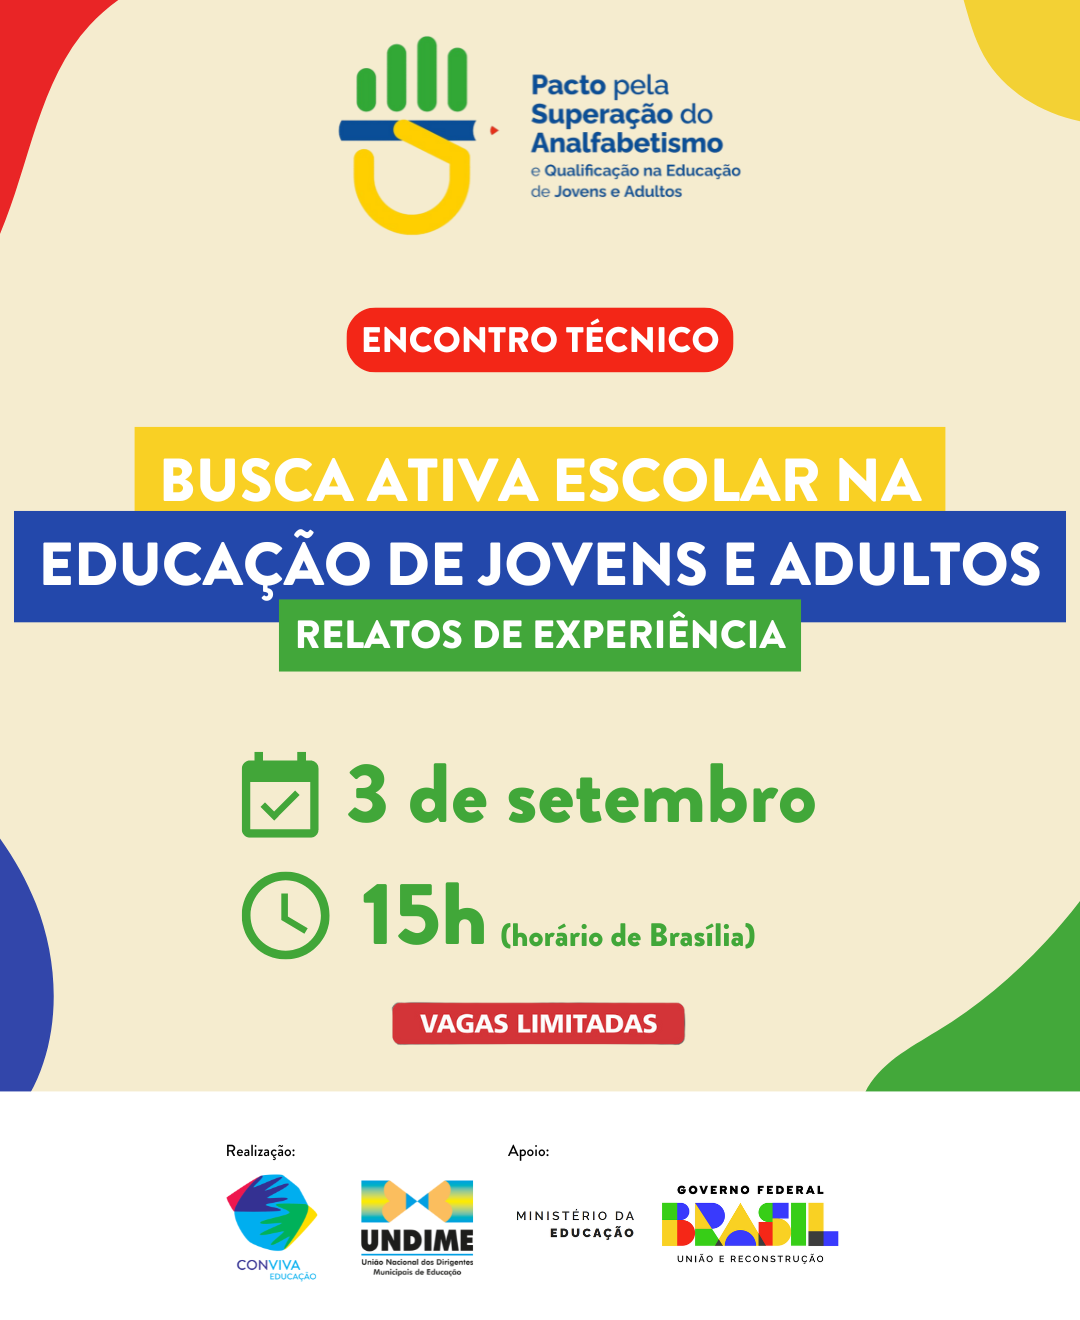 Pacto pela
Superação do
Analfabetismo
e Qualificação na Educação
de Jovens e Adultos
ENCONTRO TÉCNICO
BUSCA ATIVA ESCOLAR NA
EDUCAÇÃO DE JOVENS E ADULTOS
RELATOS DE EXPERIÊNCIA
3 de setembro
15h (horário de Brasília)
VAGAS LIMITADAS
Realização:
Apoio:
CONVIVA
EDUCAÇÃO
UNDIME
União Nacional dos Dirigentes
Municipais de Educação
MINISTÉRIO DA
EDUCAÇÃO
GOVERNO FEDERAL
BRASIL
UNIÃO E RECONSTRUÇÃO